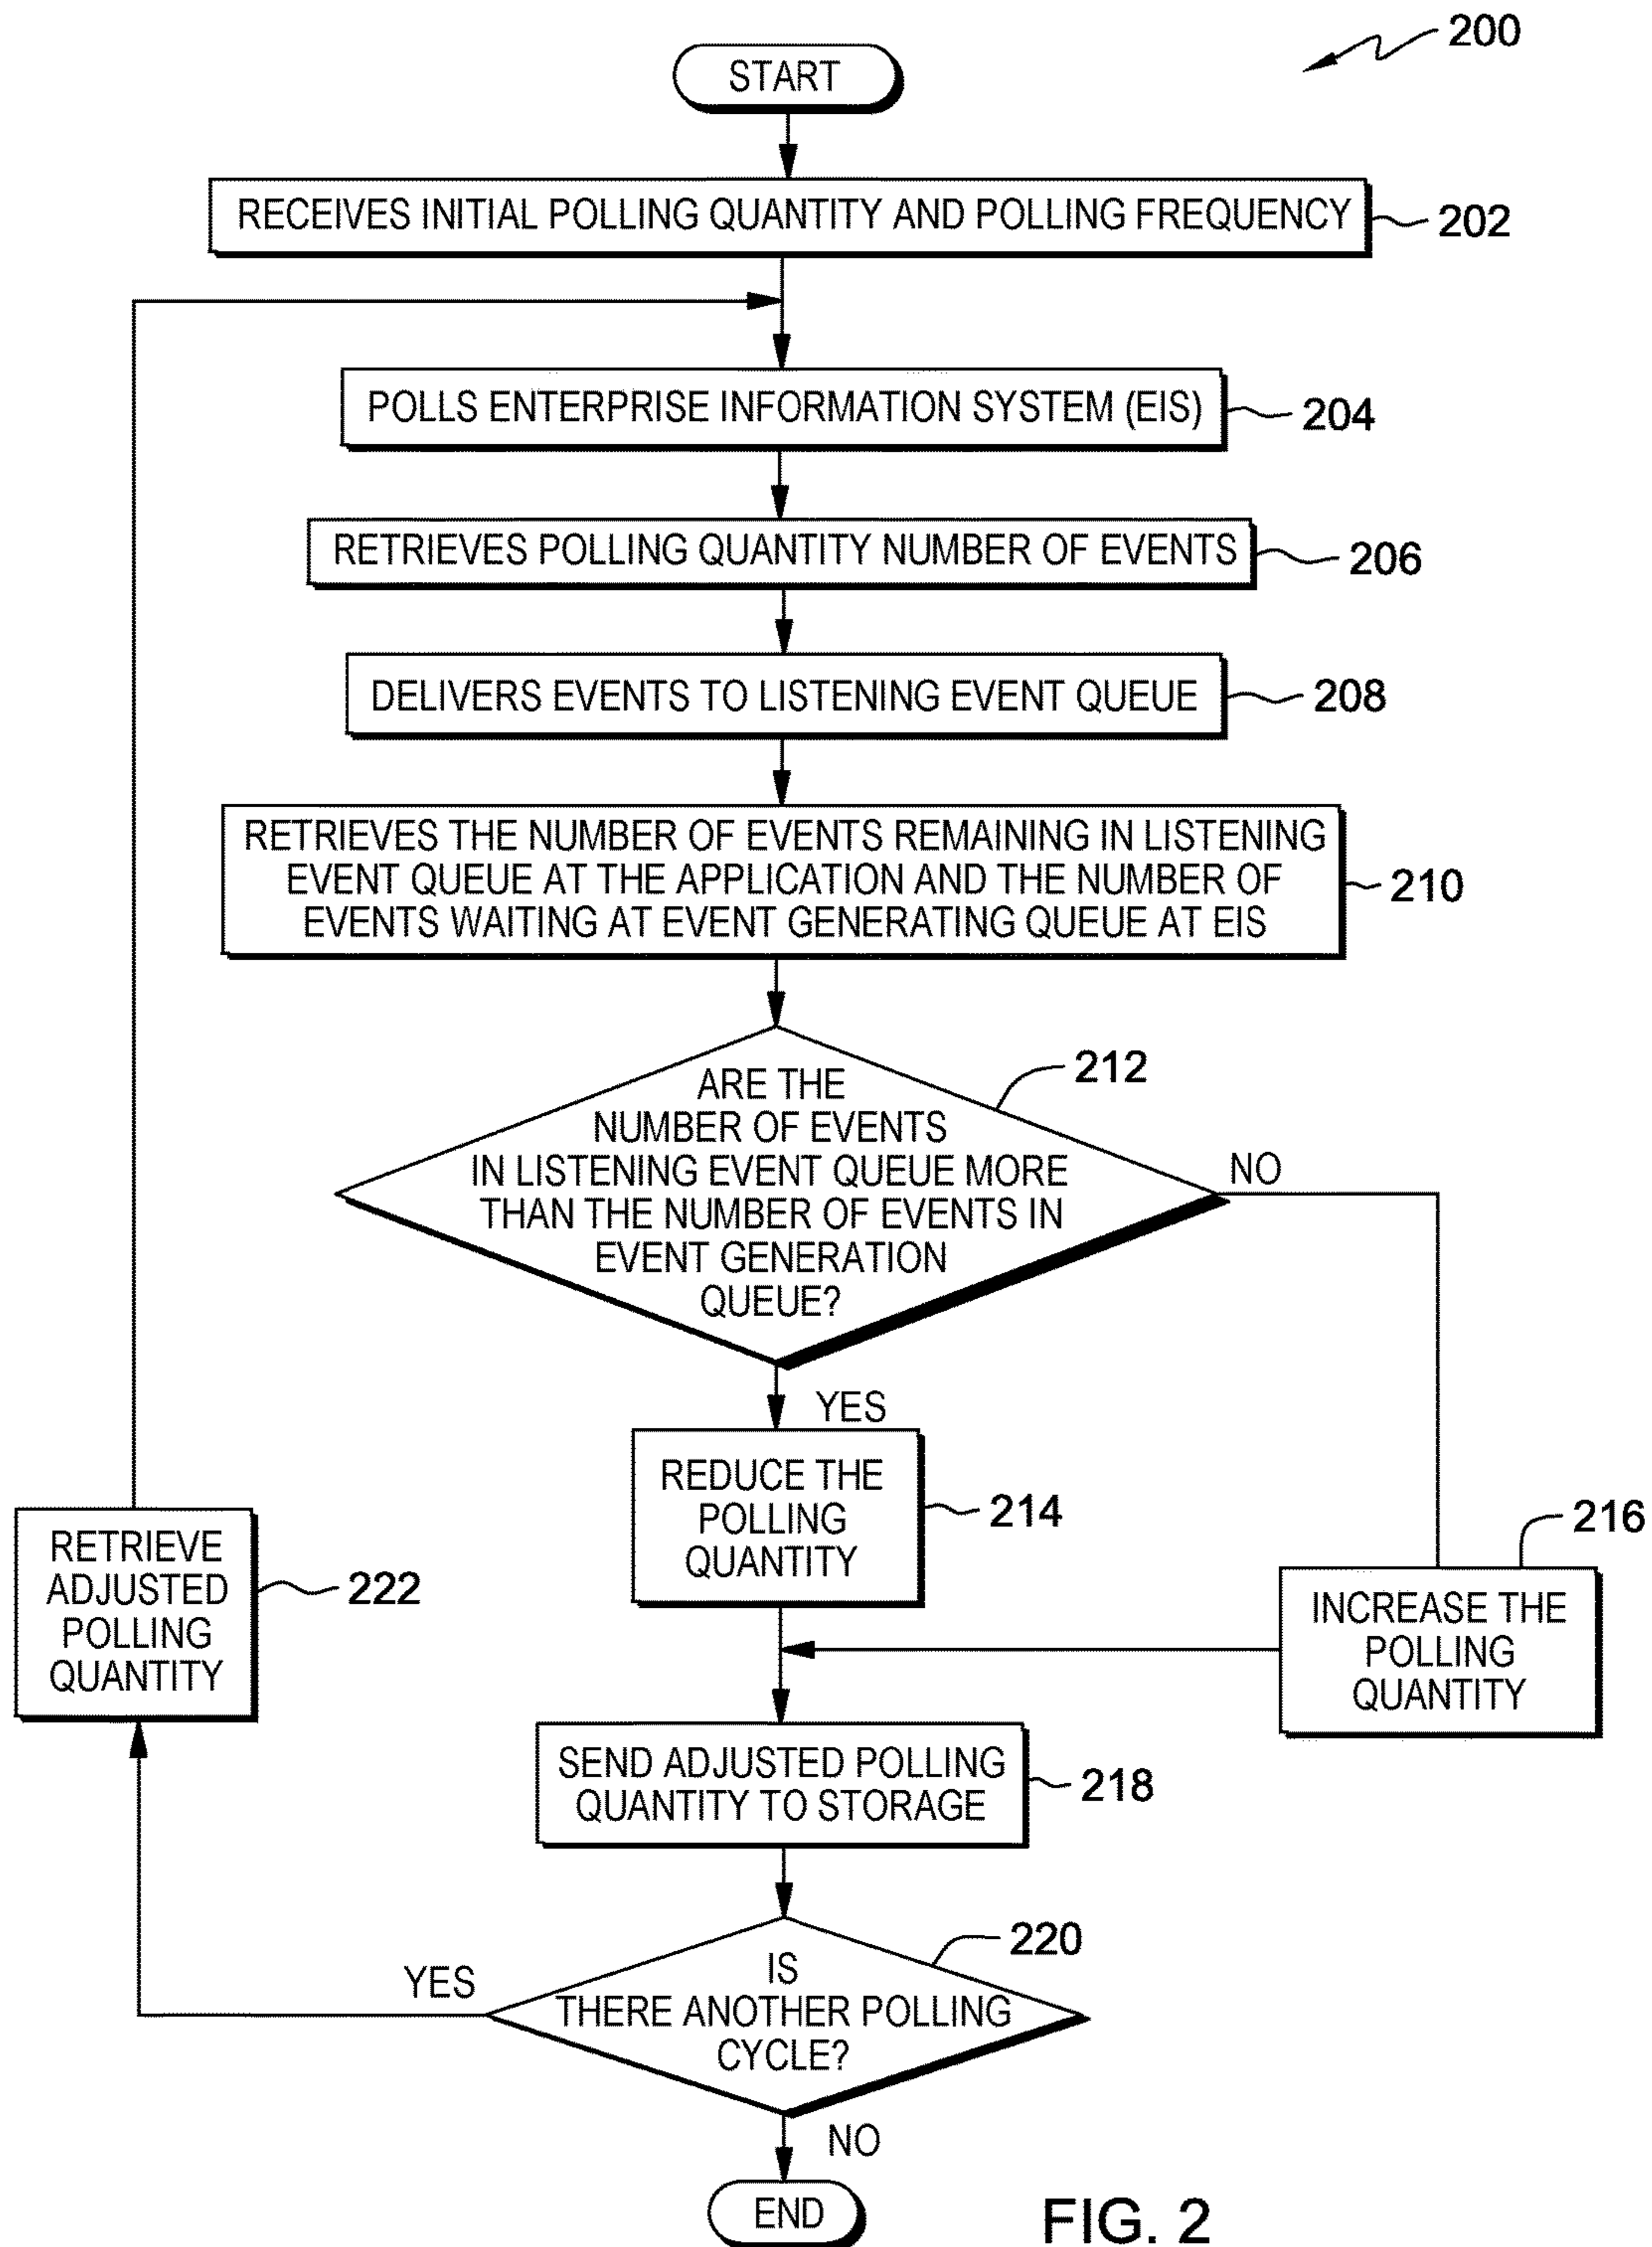 200
START
RECEIVES INITIAL POLLING QUANTITY AND POLLING FREQUENCY
202
POLLS ENTERPRISE INFORMATION SYSTEM (EIS)
204
RETRIEVES POLLING QUANTITY NUMBER OF EVENTS
206
DELIVERS EVENTS TO LISTENING EVENT QUEUE
208
RETRIEVES THE NUMBER OF EVENTS REMAINING IN LISTENING
EVENT QUEUE AT THE APPLICATION AND THE NUMBER OF
EVENTS WAITING AT EVENT GENERATING QUEUE AT EIS
210
ARE THE
NUMBER OF EVENTS
IN LISTENING EVENT QUEUE MORE
THAN THE NUMBER OF EVENTS IN
EVENT GENERATION
QUEUE?
212
NO
YES
REDUCE THE
POLLING
QUANTITY
214
216
INCREASE THE
POLLING
QUANTITY
RETRIEVE
ADJUSTED
POLLING
QUANTITY
222
SEND ADJUSTED POLLING
QUANTITY TO STORAGE
218
IS
THERE ANOTHER POLLING
CYCLE?
220
YES
NO
END
FIG. 2